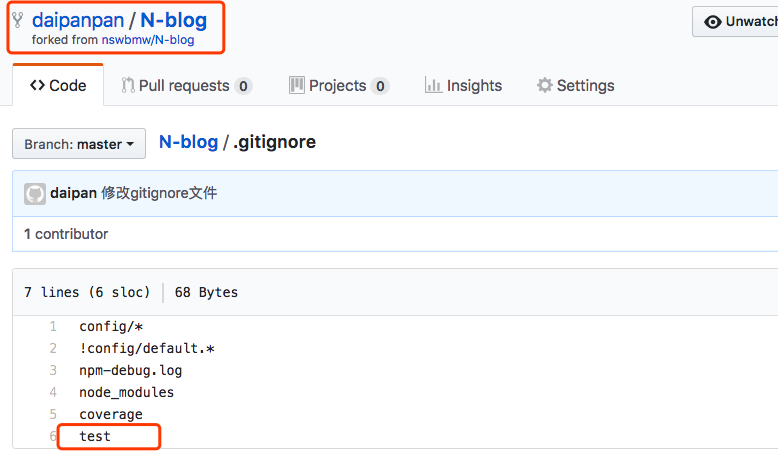 daipanpan / N-blog
Unwatch
forked from nswbmw/N-blog
<> Code Pull requests 0 Projects 0 Insights Settings
Branch: master N-blog / .gitignore
daipan 修改gitignore文件
1 contributor
7 lines (6 sloc) 68 Bytes
1 config/*
2 !config/default.*
3 npm-debug.log
4 node_modules
5 coverage
6 test